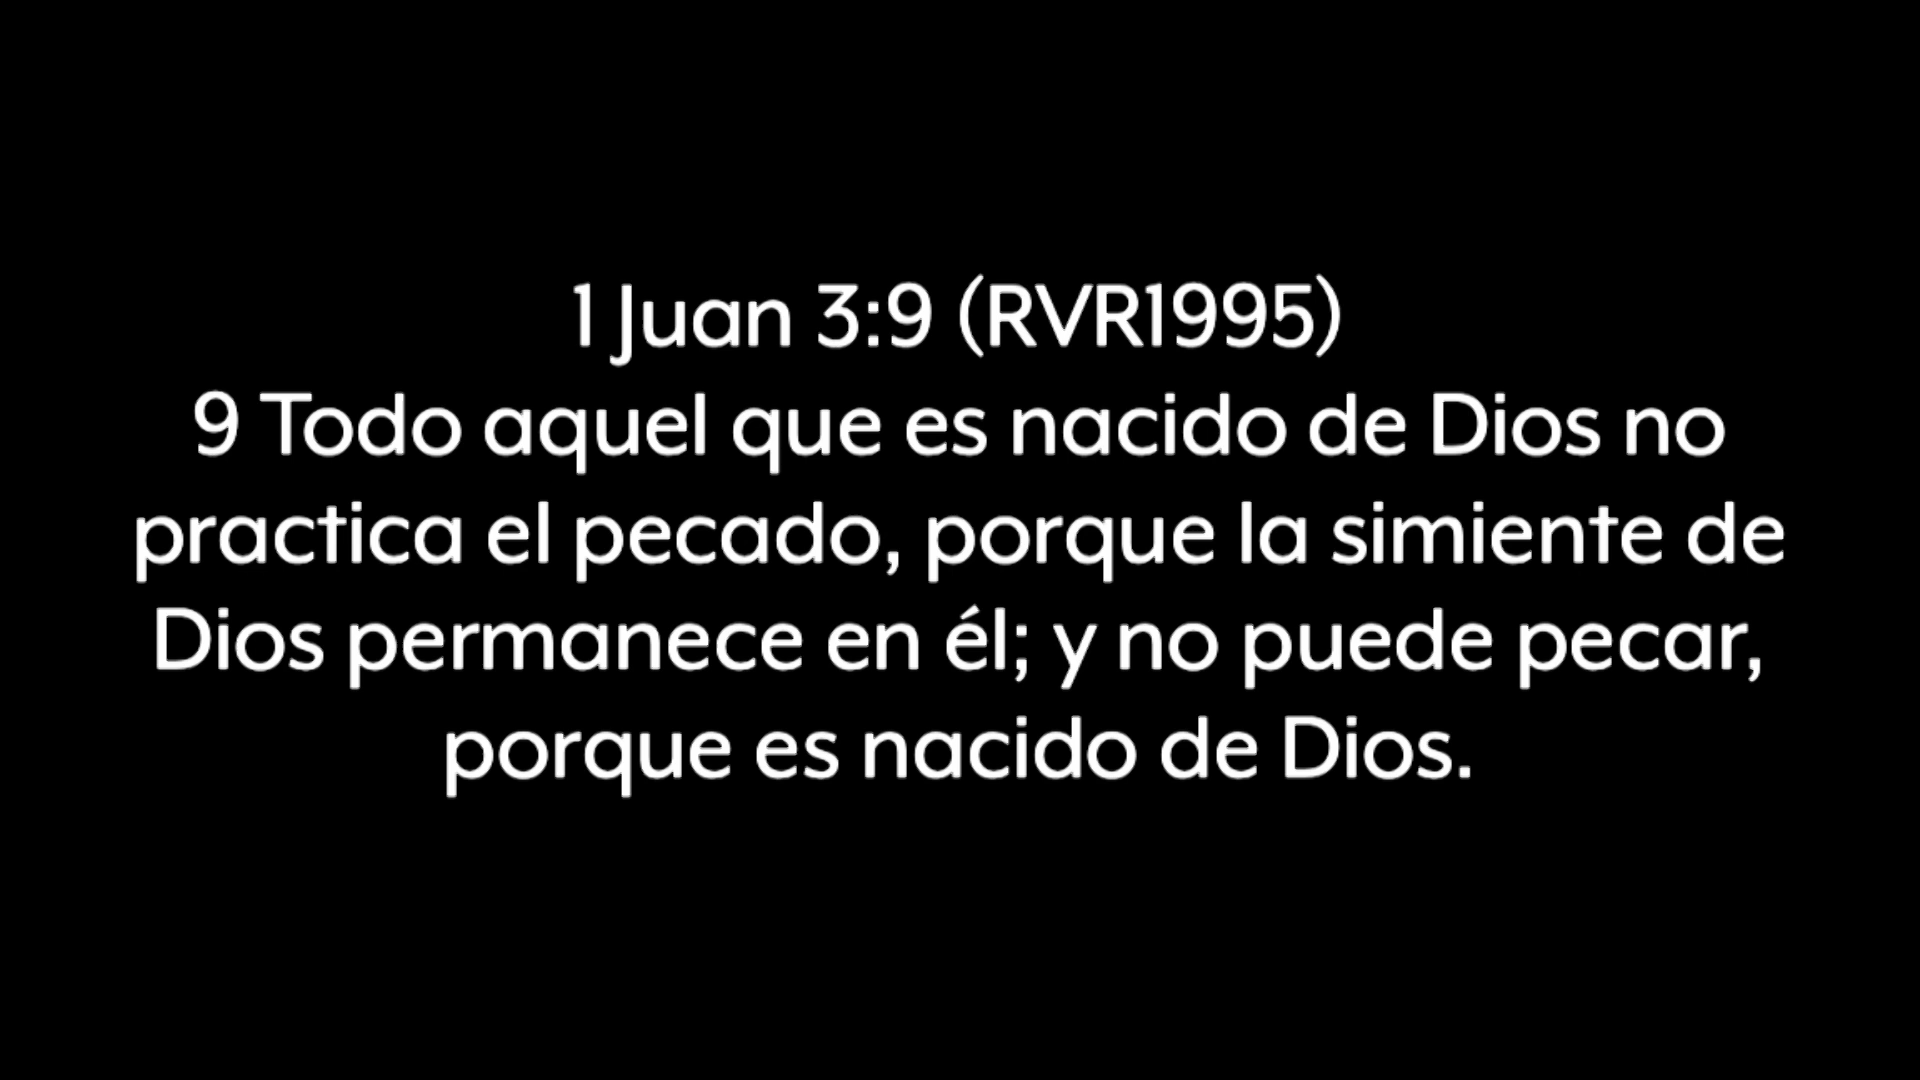 1 Juan 3:9 (RVR1995)
9 Todo aquel que es nacido de Dios no
practica el pecado, porque la simiente de
Dios permanece en él; y no puede pecar,
porque es nacido de Dios.